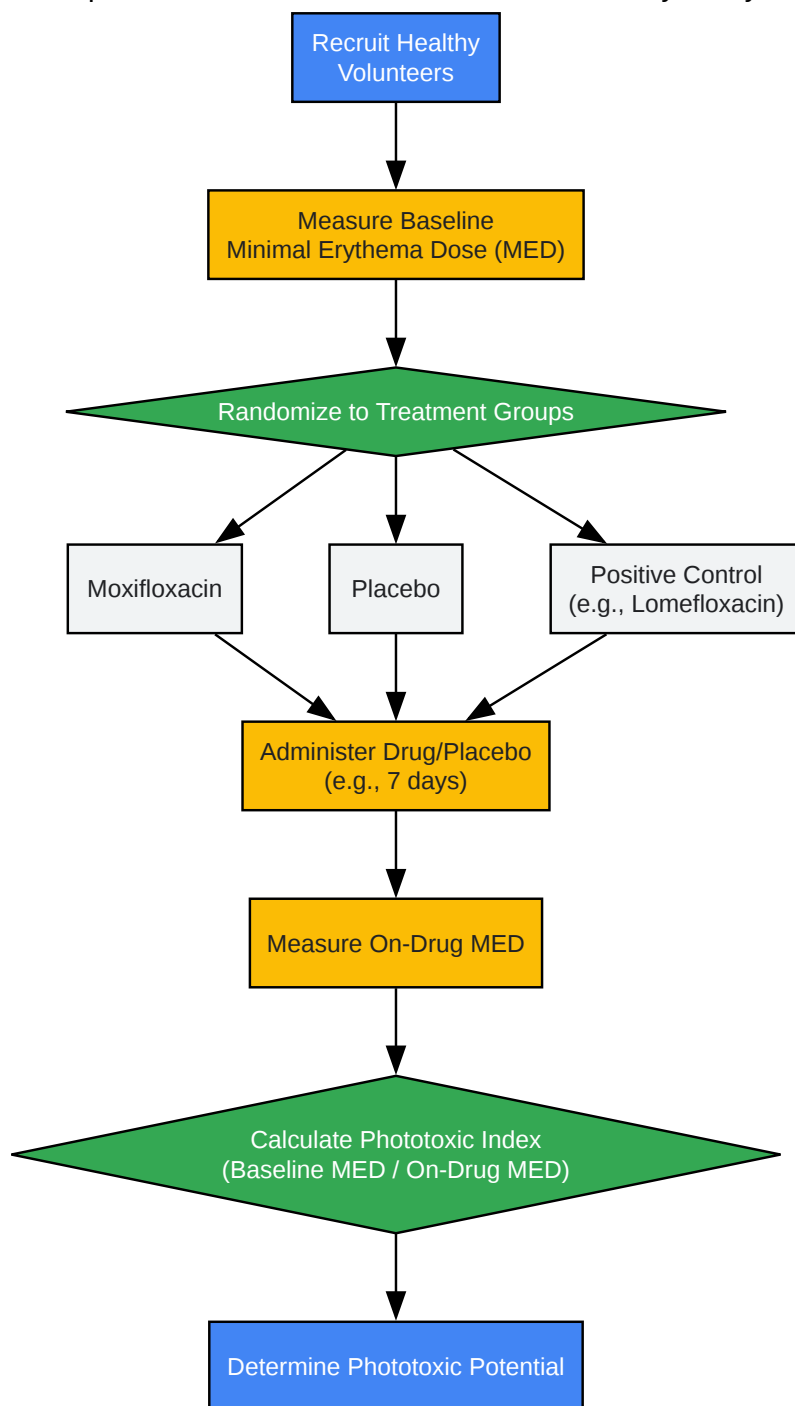 Recruit Healthy
Volunteers
Measure Baseline
Minimal Erythema Dose (MED)
Randomize to Treatment Groups
Moxifloxacin
Placebo
Positive Control
(e.g., Lomefloxacin)
Administer Drug/Placebo
(e.g., 7 days)
Measure On-Drug MED
Calculate Phototoxic Index
(Baseline MED / On-Drug MED)
Determine Phototoxic Potential